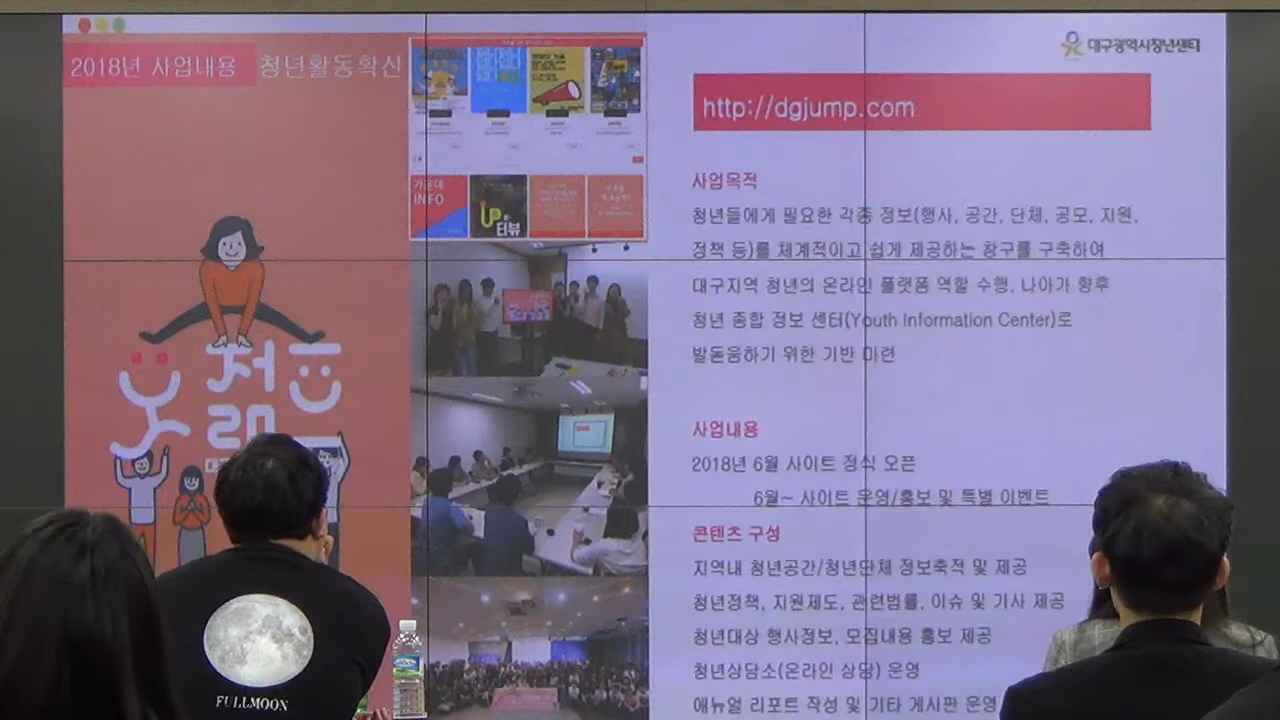 2018년 사업내용 청년활동확신
대구광역시청년센터
http://dgjump.com
가운데
INFO
UP
터뷰
사업목적
청년들에게 필요한 각종 정보(행사, 공간, 단체, 공모, 지원,
정책 등)를 체계적이고 쉽게 제공하는 창구를 구축하여
대구지역 청년의 온라인 플랫폼 역할 수행, 나아가 향후
청년 종합 정보 센터(Youth Information Center)로
발돋움하기 위한 기반 마련
사업내용
2018년 6월 사이트 정식 오픈
6월~ 사이트 운영/홍보 및 특별 이벤트
콘텐츠 구성
지역내 청년공간/청년단체 정보축적 및 제공
청년정책, 지원제도, 관련법률, 이슈 및 기사 제공
청년대상 행사정보, 모집내용 홍보 제공
청년상담소(온라인 상담) 운영
애뉴얼 리포트 작성 및 기타 게시판 운영
젊프
FULLMOON